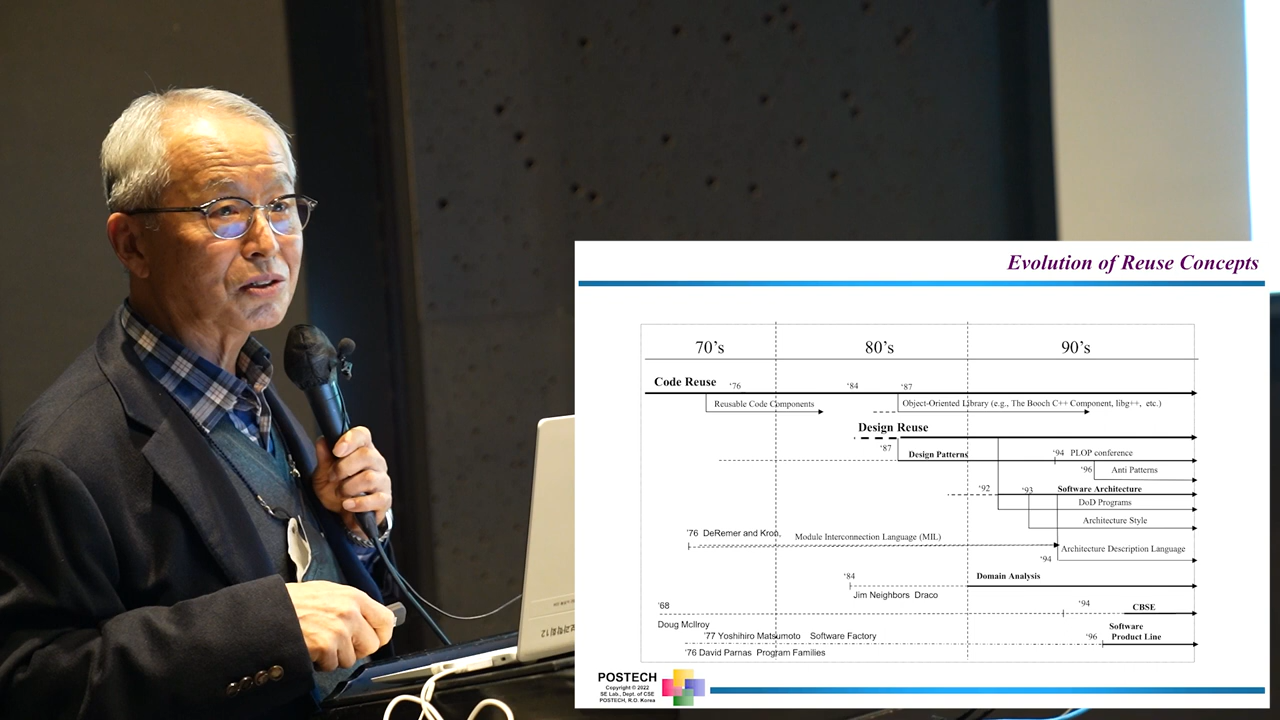 Evolution of Reuse Concepts
70's 80's 90's
Code Reuse '76 '84 '87
Reusable Code Components Object-Oriented Library (e.g., The Booch C++ Component, libg++, etc.)
Design Reuse
'87 Design Patterns '94 PLOP conference
'96 Anti Patterns
'92 '93 Software Architecture
DoD Programs
Architecture Style
'76 DeRemer and Kron, Module Interconnection Language (MIL)
'94 Architecture Description Language
'84 Domain Analysis
Jim Neighbors Draco
'68 '94 CBSE
Doug McIlroy
Software
'77 Yoshihiro Matsumoto Software Factory '96 Product Line
'76 David Parnas Program Families
POSTECH
Copyright © 2022
SE Lab., Dept. of CSE
POSTECH, R.O. Korea